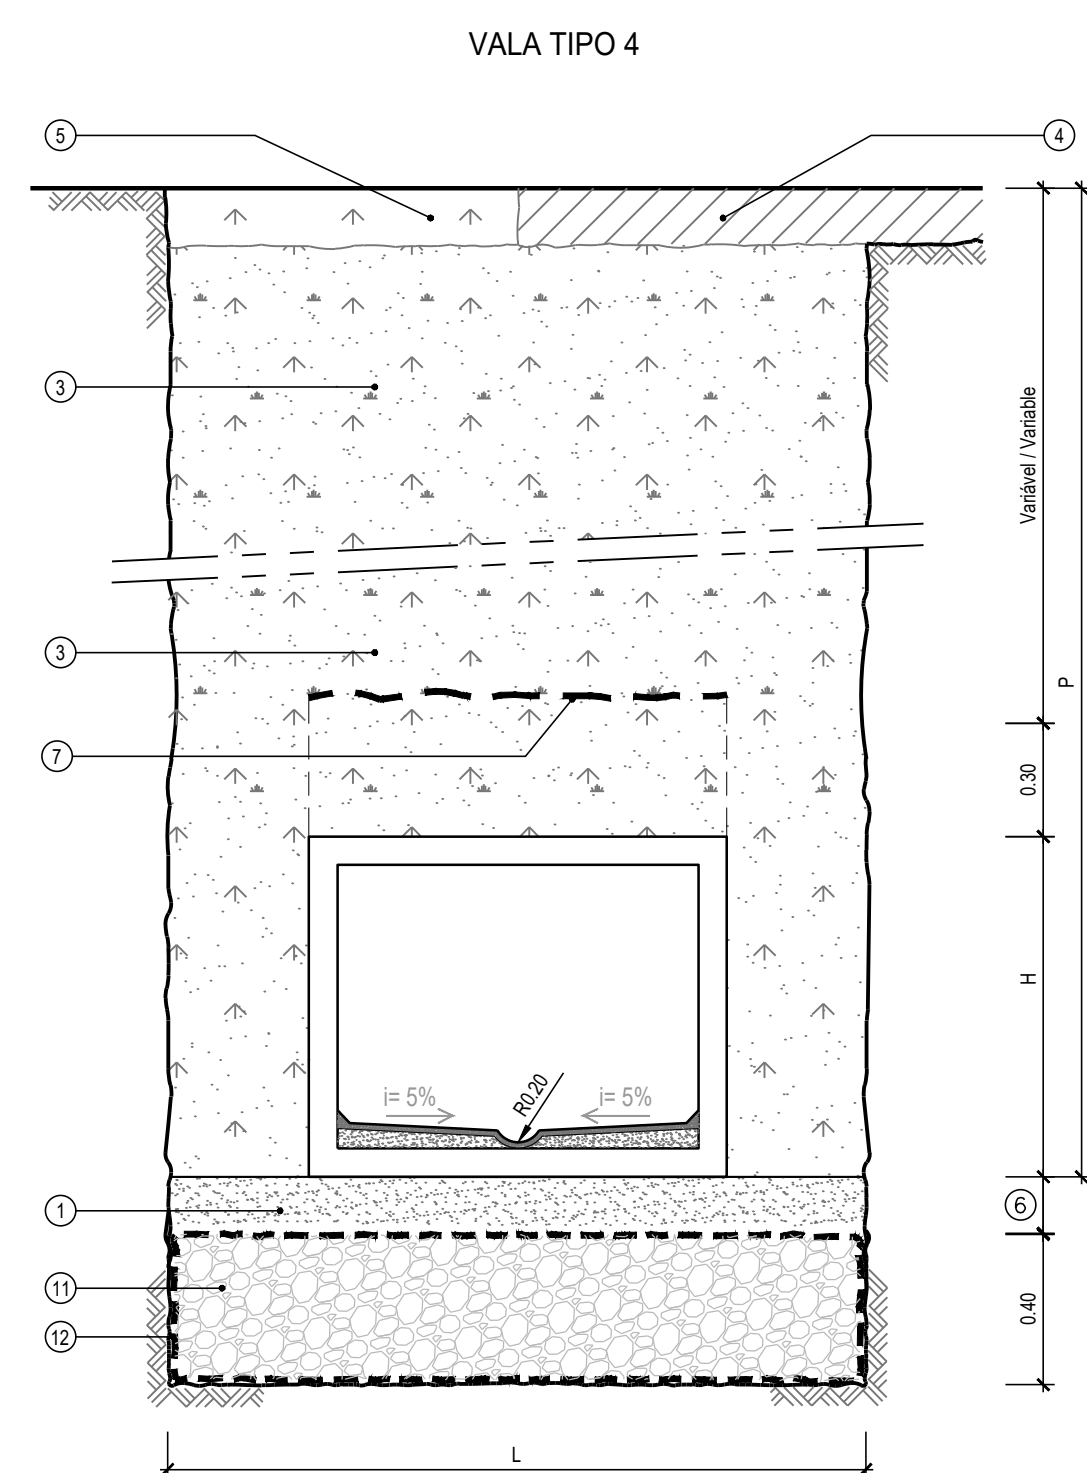 VALA TIPO 4
5
4
3
Variável / Variable
3
P
7
0.30
H
i= 5%
R0.20
i= 5%
1
6
11
0.40
12
L